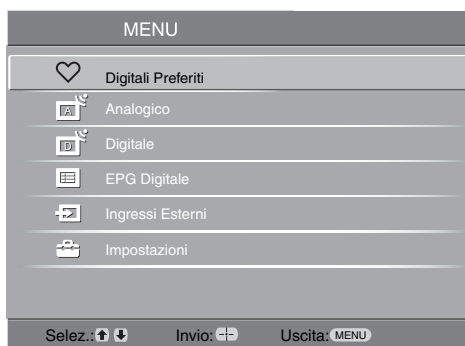 MENU
Digitali Preferiti
A Analogico
D Digitale
EPG Digitale
Ingressi Esterni
Impostazioni
Selez.: Invio: Uscita: MENU